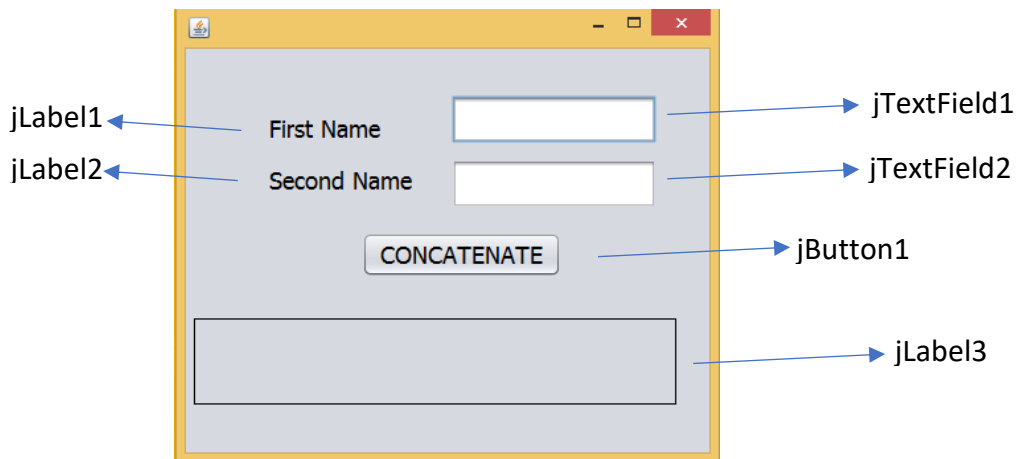 jLabel1
First Name
jTextField1
jLabel2
Second Name
jTextField2
CONCATENATE
jButton1
jLabel3